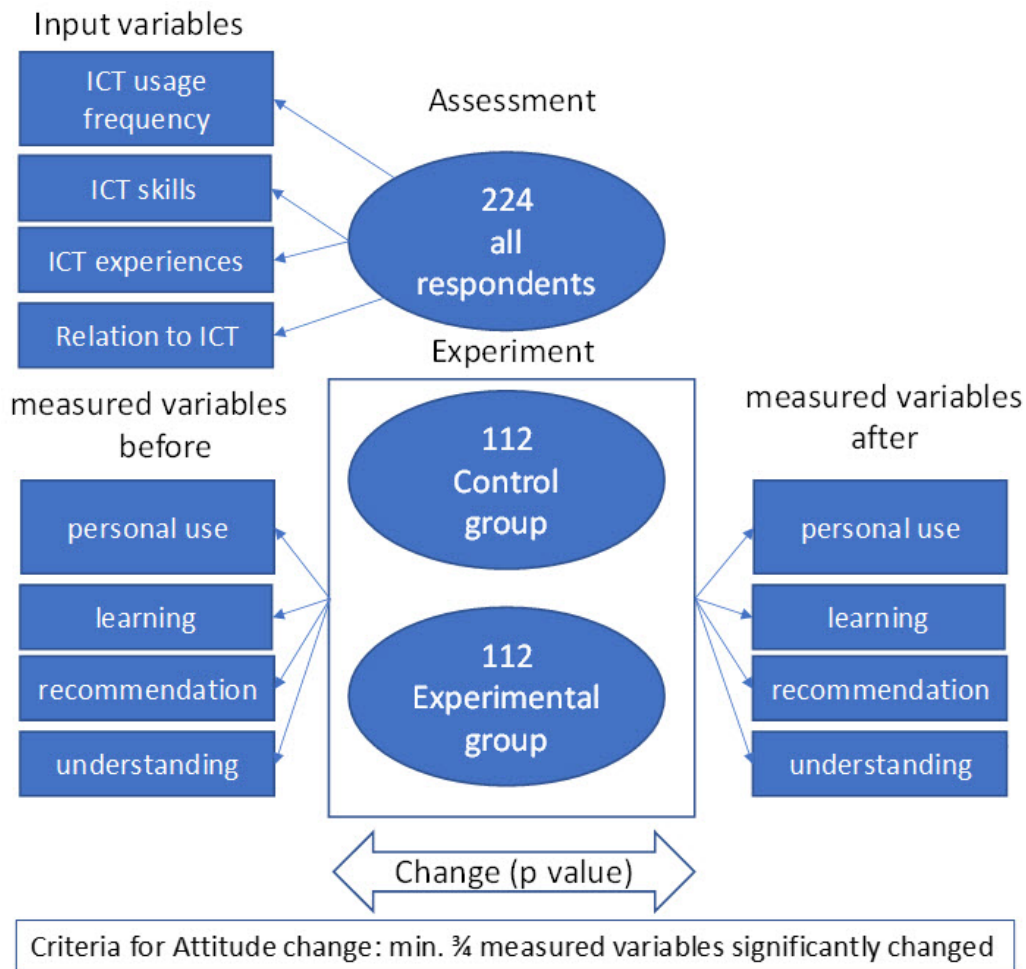 Input variables
ICT usage
frequency
ICT skills
ICT experiences
Relation to ICT
Assessment
224
all
respondents
Experiment
measured variables
before
personal use
learning
recommendation
understanding
112
Control
group
112
Experimental
group
measured variables
after
personal use
learning
recommendation
understanding
Change (p value)
Criteria for Attitude change: min. ¾ measured variables significantly changed